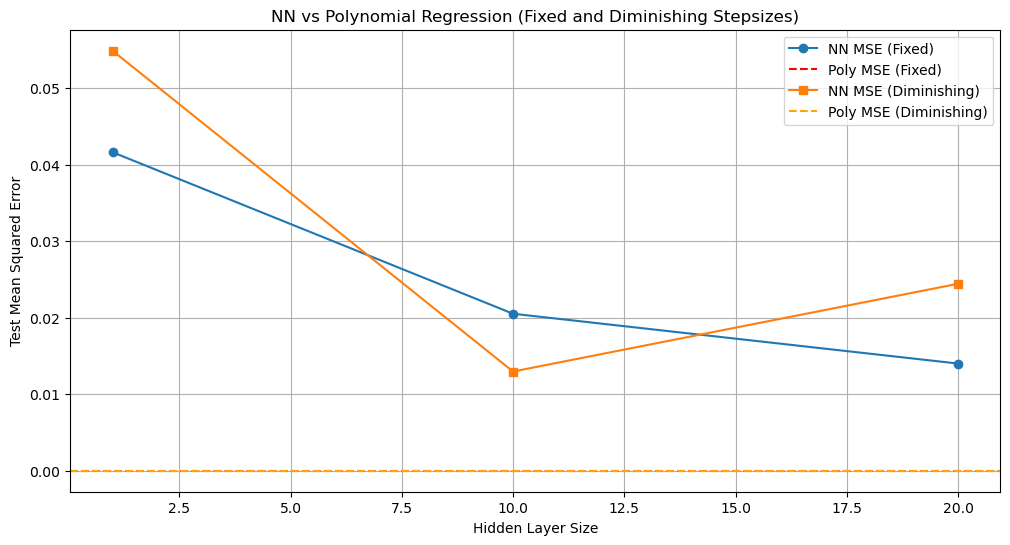 NN vs Polynomial Regression (Fixed and Diminishing Stepsizes)
NN MSE (Fixed)
Poly MSE (Fixed)
NN MSE (Diminishing)
Poly MSE (Diminishing)
Test Mean Squared Error
0.05
0.04
0.03
0.02
0.01
0.00
2.5 5.0 7.5 10.0 12.5 15.0 17.5 20.0
Hidden Layer Size